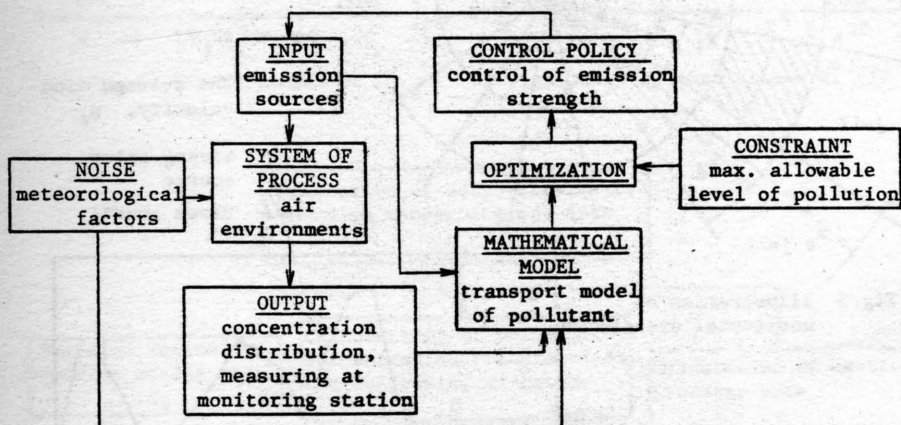 INPUT
emission
sources
CONTROL POLICY
control of emission
strength
NOISE
meteorological
factors
SYSTEM OF
PROCESS
air
environments
OPTIMIZATION
CONSTRAINT
max. allowable
level of pollution
MATHEMATICAL
MODEL
transport model
of pollutant
OUTPUT
concentration
distribution,
measuring at
monitoring station